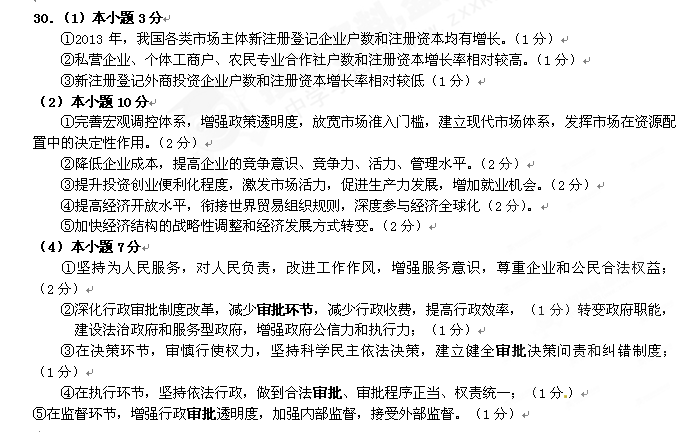 30.（1）本小题 3 分
①2013 年，我国各类市场主体新注册登记企业户数和注册资本均有增长。（1 分）
②私营企业、个体工商户、农民专业合作社户数和注册资本增长率相对较高。（1 分）
③新注册登记外商投资企业户数和注册资本增长率相对较低（1 分）
（2）本小题 10 分
①完善宏观调控体系，增强政策透明度，放宽市场准入门槛，建立现代市场体系，发挥市场在资源配
置中的决定性作用。（2 分）
②降低企业成本，提高企业的竞争意识、竞争力、活力、管理水平。（2 分）
③提升投资创业便利化程度，激发市场活力，促进生产力发展，增加就业机会。（2 分）
④提高经济开放水平，衔接世界贸易组织规则，深度参与经济全球化（2 分）。
⑤加快经济结构的战略性调整和经济发展方式转变。（2 分）
（4）本小题 7 分
①坚持为人民服务，对人民负责，改进工作作风，增强服务意识，尊重企业和公民合法权益；
（2 分）
②深化行政审批制度改革，减少审批环节，减少行政收费，提高行政效率，（1 分）转变政府职能，
建设法治政府和服务型政府，增强政府公信力和执行力；（1 分）
③在决策环节，审慎行使权力，坚持科学民主依法决策，建立健全审批决策问责和纠错制度；
（1 分）
④在执行环节，坚持依法行政，做到合法审批、审批程序正当、权责统一；（1 分）
⑤在监督环节，增强行政审批透明度，加强内部监督，接受外部监督。（1 分）